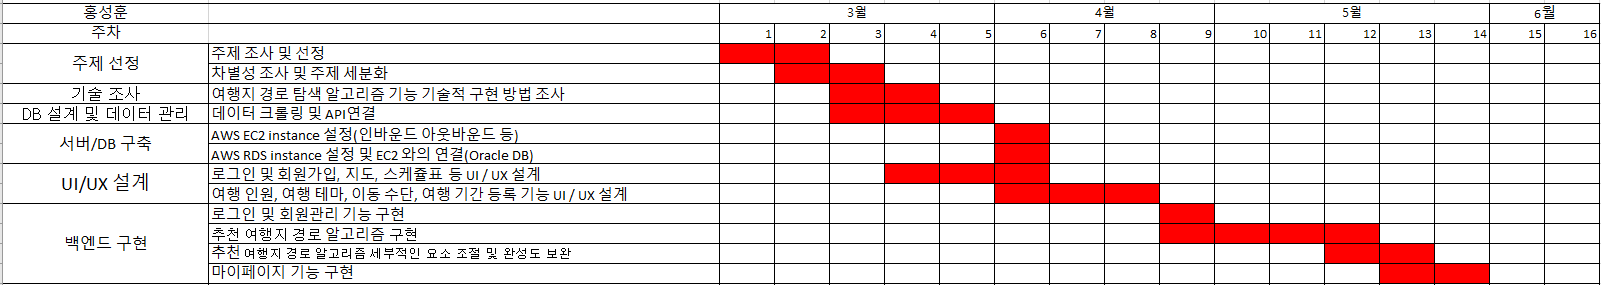 홍성훈 3월 4월 5월 6월
주차 1 2 3 4 5 6 7 8 9 10 11 12 13 14 15 16
주제 선정 주제 조사 및 선정
차별성 조사 및 주제 세분화
기술 조사 여행지 경로 탐색 알고리즘 기능 기술적 구현 방법 조사
DB 설계 및 데이터 관리 데이터 크롤링 및 API연결
서버/DB 구축 AWS EC2 instance 설정(인바운드 아웃바운드 등)
AWS RDS instance 설정 및 EC2 와의 연결(Oracle DB)
UI/UX 설계 로그인 및 회원가입, 지도, 스케쥴표 등 UI / UX 설계
여행 인원, 여행 테마, 이동 수단, 여행 기간 등록 기능 UI / UX 설계
백엔드 구현 로그인 및 회원관리 기능 구현
추천 여행지 경로 알고리즘 구현
추천 여행지 경로 알고리즘 세부적인 요소 조절 및 완성도 보완
마이페이지 기능 구현